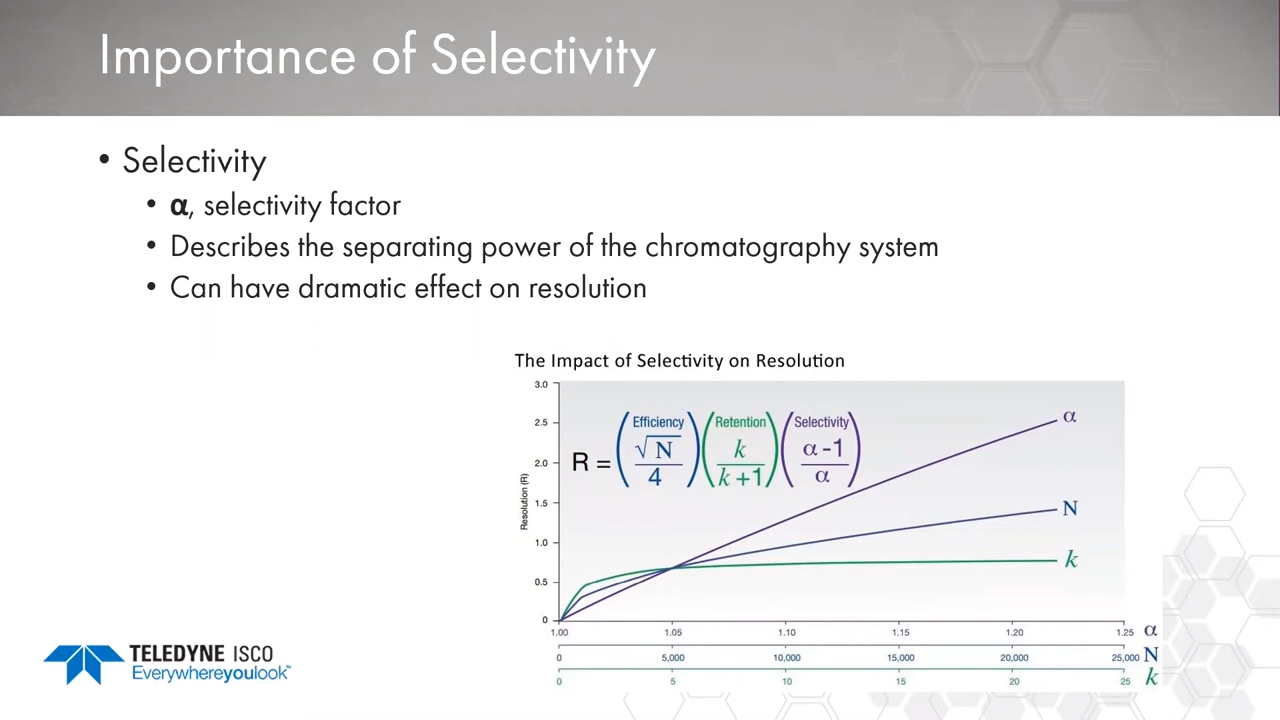 Importance of Selectivity
• Selectivity
• α, selectivity factor
• Describes the separating power of the chromatography system
• Can have dramatic effect on resolution
The Impact of Selectivity on Resolution
3.0
2.5
2.0
1.5
1.0
0.5
0
Resolution (R)
Efficiency Retention Selectivity
R = (√N / 4) (k / k+1) (α-1 / α)
α
N
k
1.00 1.05 1.10 1.15 1.20 1.25 α
0 5,000 10,000 15,000 20,000 25,000 N
0 5 10 15 20 25 k
TELEDYNE ISCO
Everywhereyoulook™